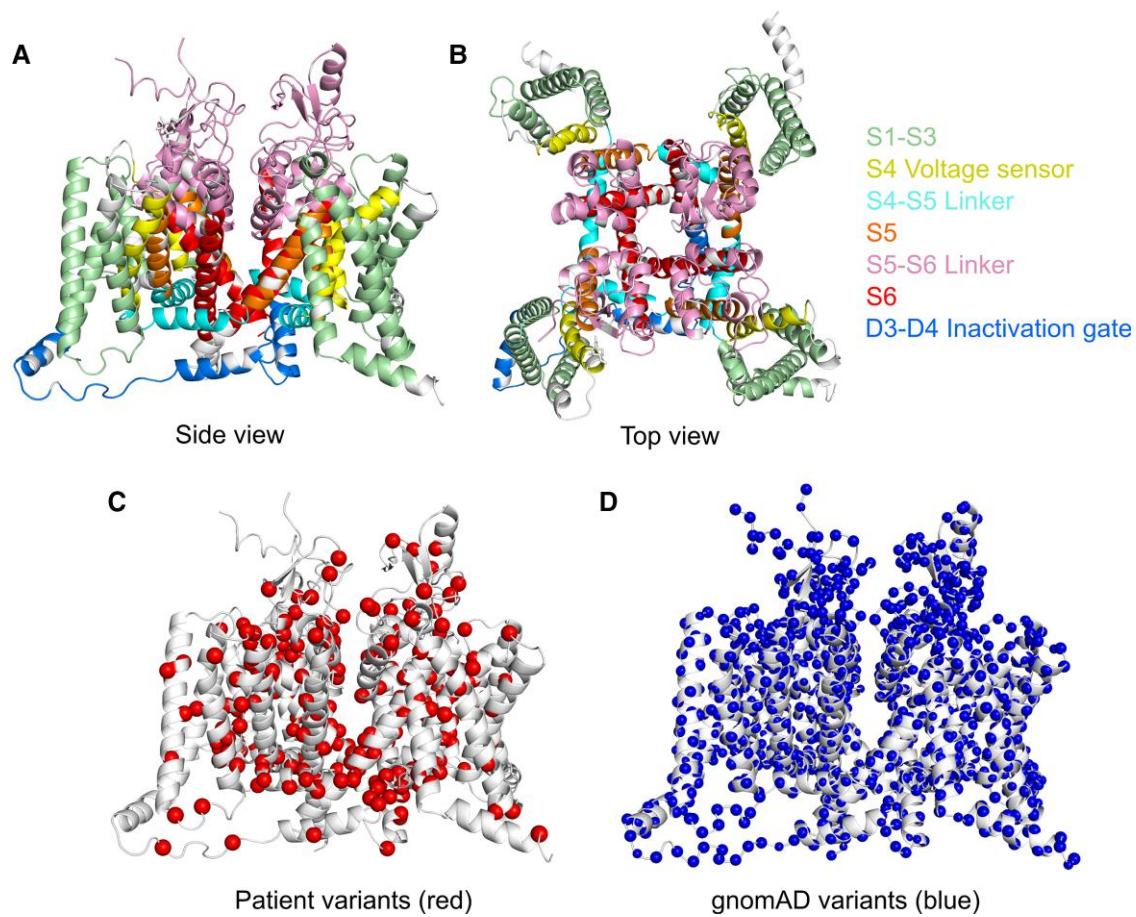 A
B
S1-S3
S4 Voltage sensor
S4-S5 Linker
S5
S5-S6 Linker
S6
D3-D4 Inactivation gate
Side view
Top view
C
D
Patient variants (red)
gnomAD variants (blue)